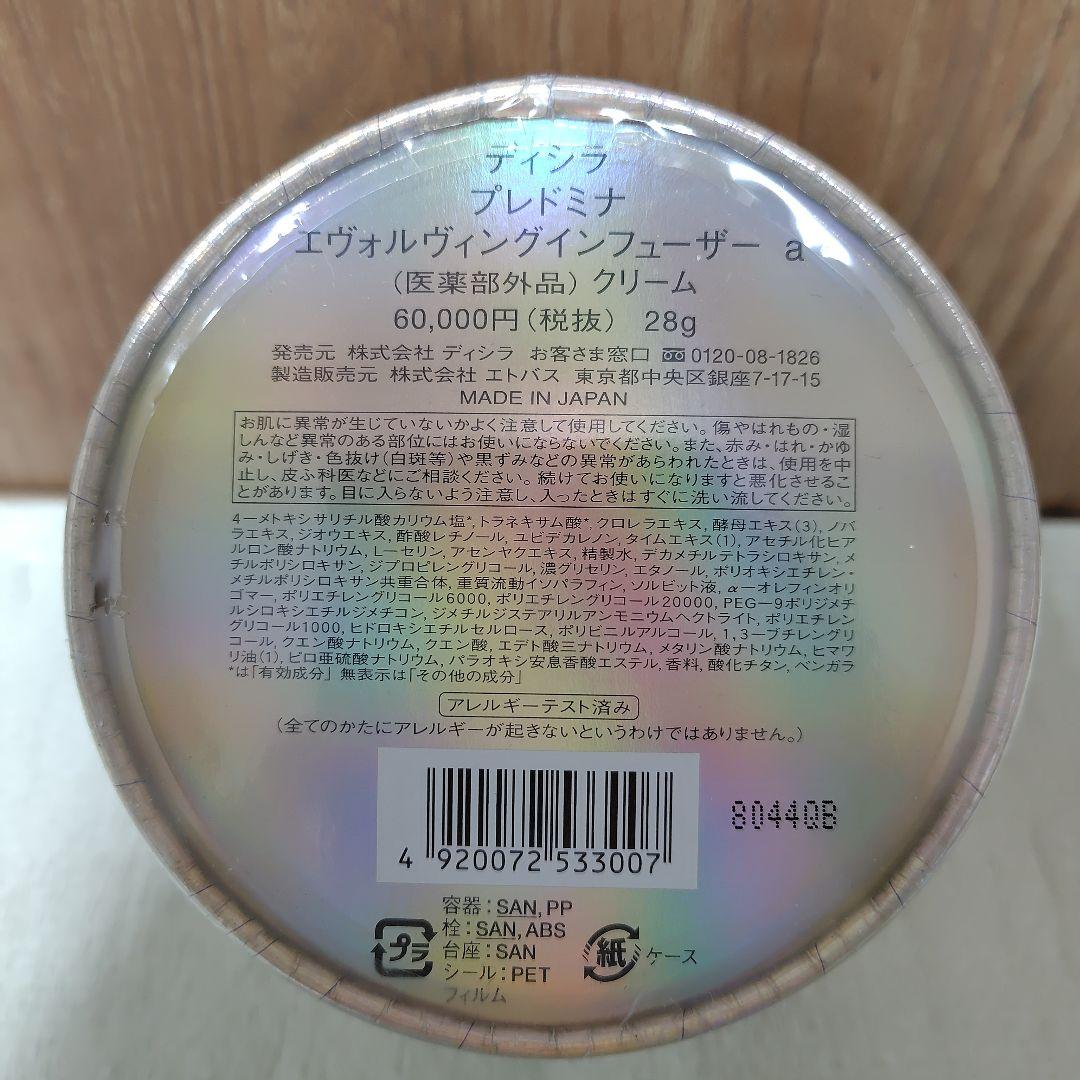 ディシラ
プレドミナ
エヴォルヴィングインフューザー a
(医薬部外品) クリーム
60,000円(税抜) 28g
発売元 株式会社 ディシラ お客さま窓口 0120-08-1826
製造販売元 株式会社 エトバス 東京都中央区銀座7-17-15
MADE IN JAPAN
お肌に異常が生じていないかよく注意して使用してください。傷やはれもの・湿
しんなど異常のある部位にはお使いにならないでください。また、赤み・はれ・かゆ
み・しげき・色抜け(白斑等)や黒ずみなどの異常があらわれたときは、使用を中
止し、皮ふ科医などにご相談ください。続けてお使いになりますと悪化させるこ
とがあります。目に入らないよう注意し、入ったときはすぐに洗い流してください。
4-メトキシサリチル酸カリウム塩*, トラネキサム酸*, クロレラエキス, 酵母エキス(3), ノバ
ラエキス, ジオウエキス, 酢酸レチノール, ユビデカレノン, タイムエキス(1), アセチル化ヒア
ルロン酸ナトリウム, L-セリン, アセンヤクエキス, 精製水, デカメチルテトラシロキサン, メ
チルポリシロキサン, ジプロピレングリコール, 濃グリセリン, エタノール, ポリオキシエチレン・
メチルポリシロキサン共重合体, 重質流動イソパラフィン, ソルビット液, α-オレフィンオリ
ゴマー, ポリエチレングリコール6000, ポリエチレングリコール20000, PEG-9ポリジメチ
ルシロキシエチルジメチコン, ジメチルジステアリルアンモニウムヘクトライト, ポリエチレン
グリコール1000, ヒドロキシエチルセルロース, ポリビニルアルコール, 1,3-ブチレングリ
コール, クエン酸ナトリウム, クエン酸, エデト酸三ナトリウム, メタリン酸ナトリウム, ヒマワ
リ油(1), ピロ亜硫酸ナトリウム, パラオキシ安息香酸エステル, 香料, 酸化チタン, ベンガラ
*は「有効成分」 無表示は「その他の成分」
アレルギーテスト済み
(全てのかたにアレルギーが起きないというわけではありません。)
4 920072 533007
8044QB
容器:SAN, PP
栓:SAN, ABS
台座:SAN
シール:PET
フィルム
プラ
紙 ケース